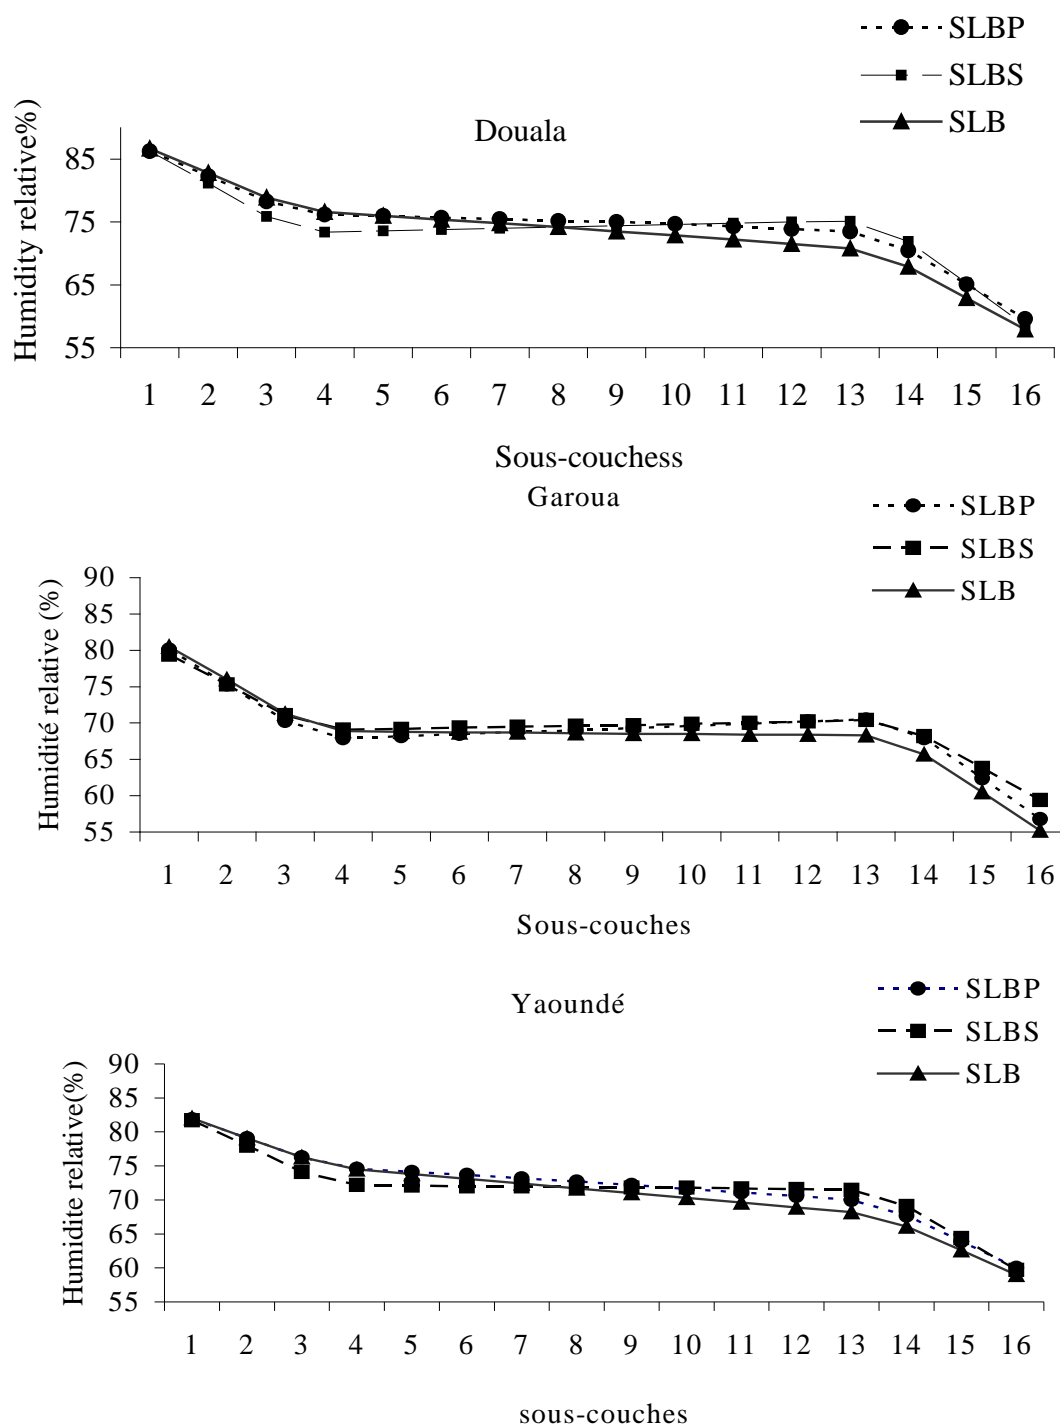 SLBP
SLBS
SLB
Douala
Humidity relative%)
85
75
65
55
1 2 3 4 5 6 7 8 9 10 11 12 13 14 15 16
Sous-couchess
Garoua
SLBP
SLBS
SLB
Humidité relative (%)
90
85
80
75
70
65
60
55
1 2 3 4 5 6 7 8 9 10 11 12 13 14 15 16
Sous-couches
Yaoundé
SLBP
SLBS
SLB
Humidite relative(%)
90
85
80
75
70
65
60
55
1 2 3 4 5 6 7 8 9 10 11 12 13 14 15 16
sous-couches